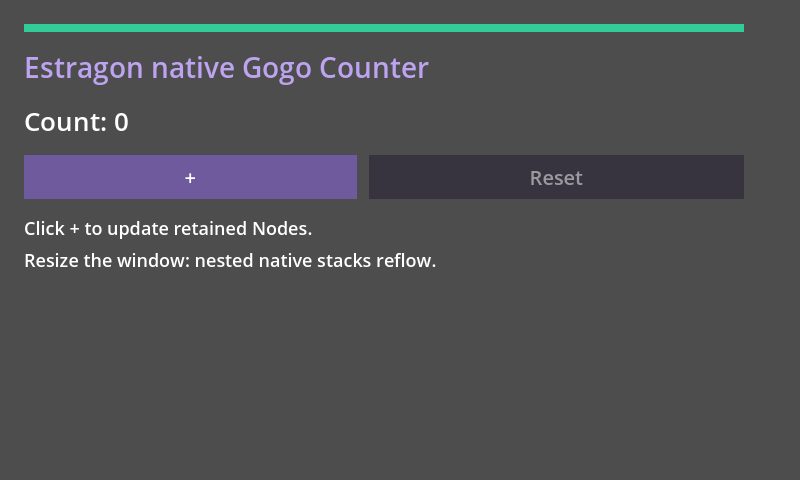 Estragon native Gogo Counter
Count: 0
+
Reset
Click + to update retained Nodes.
Resize the window: nested native stacks reflow.